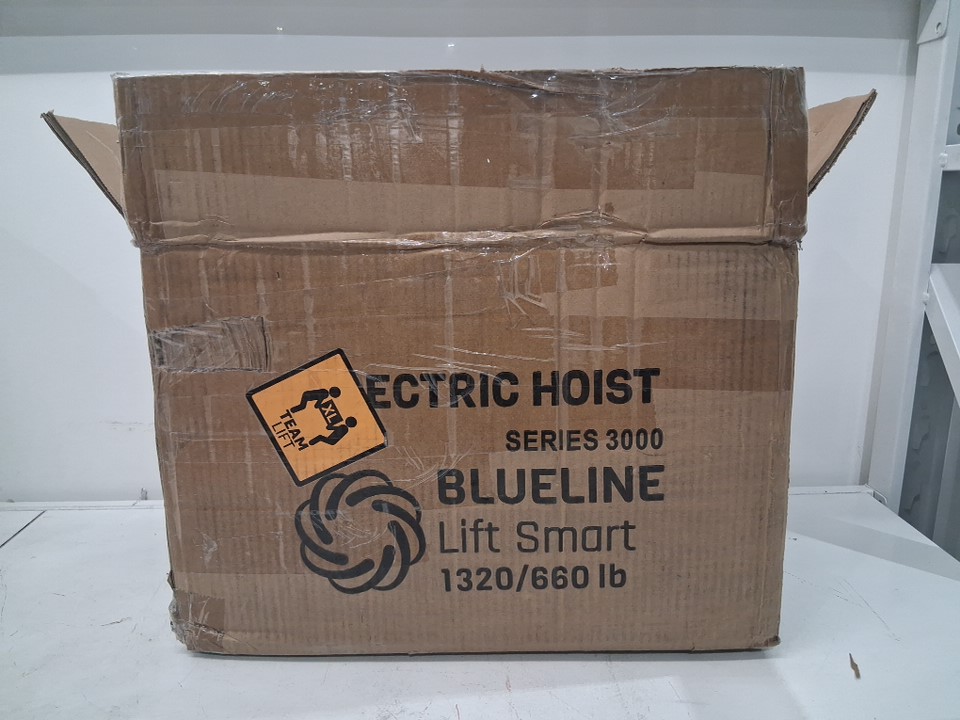 ECTRIC HOIST
SERIES 3000
XL
TEAM
LIFT
BLUELINE
Lift Smart
1320/660 lb